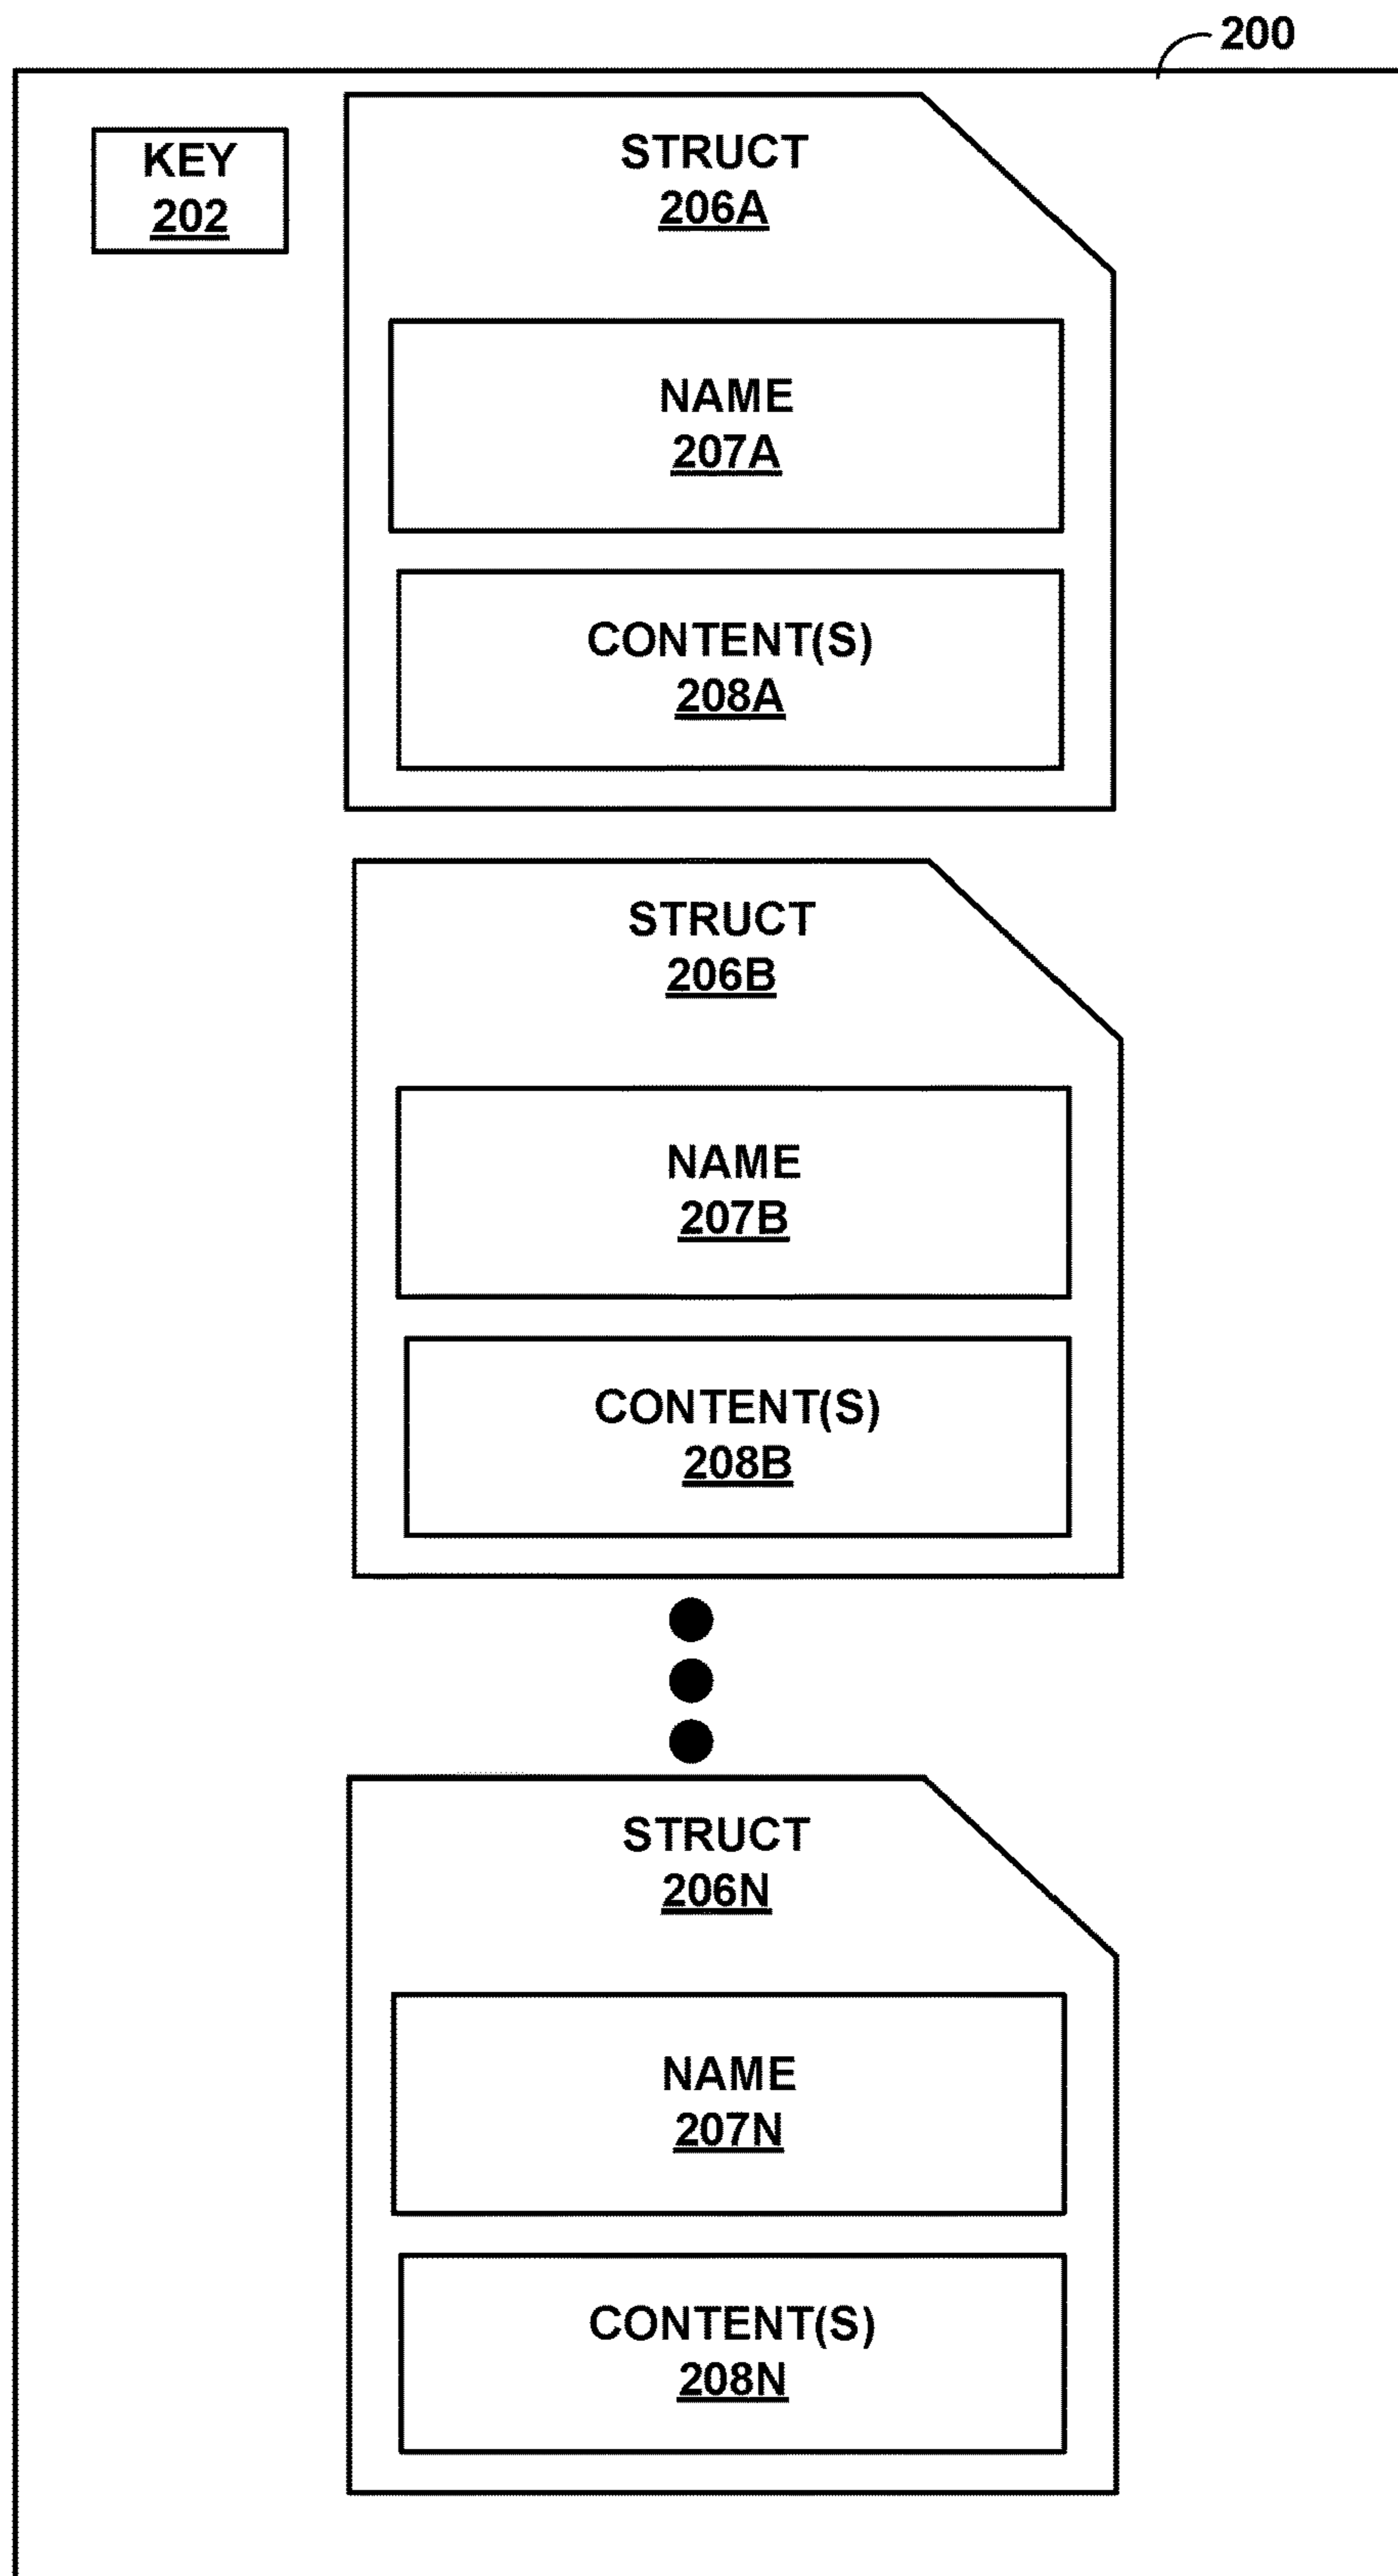 200
KEY
202
STRUCT
206A
NAME
207A
CONTENT(S)
208A
STRUCT
206B
NAME
207B
CONTENT(S)
208B
STRUCT
206N
NAME
207N
CONTENT(S)
208N